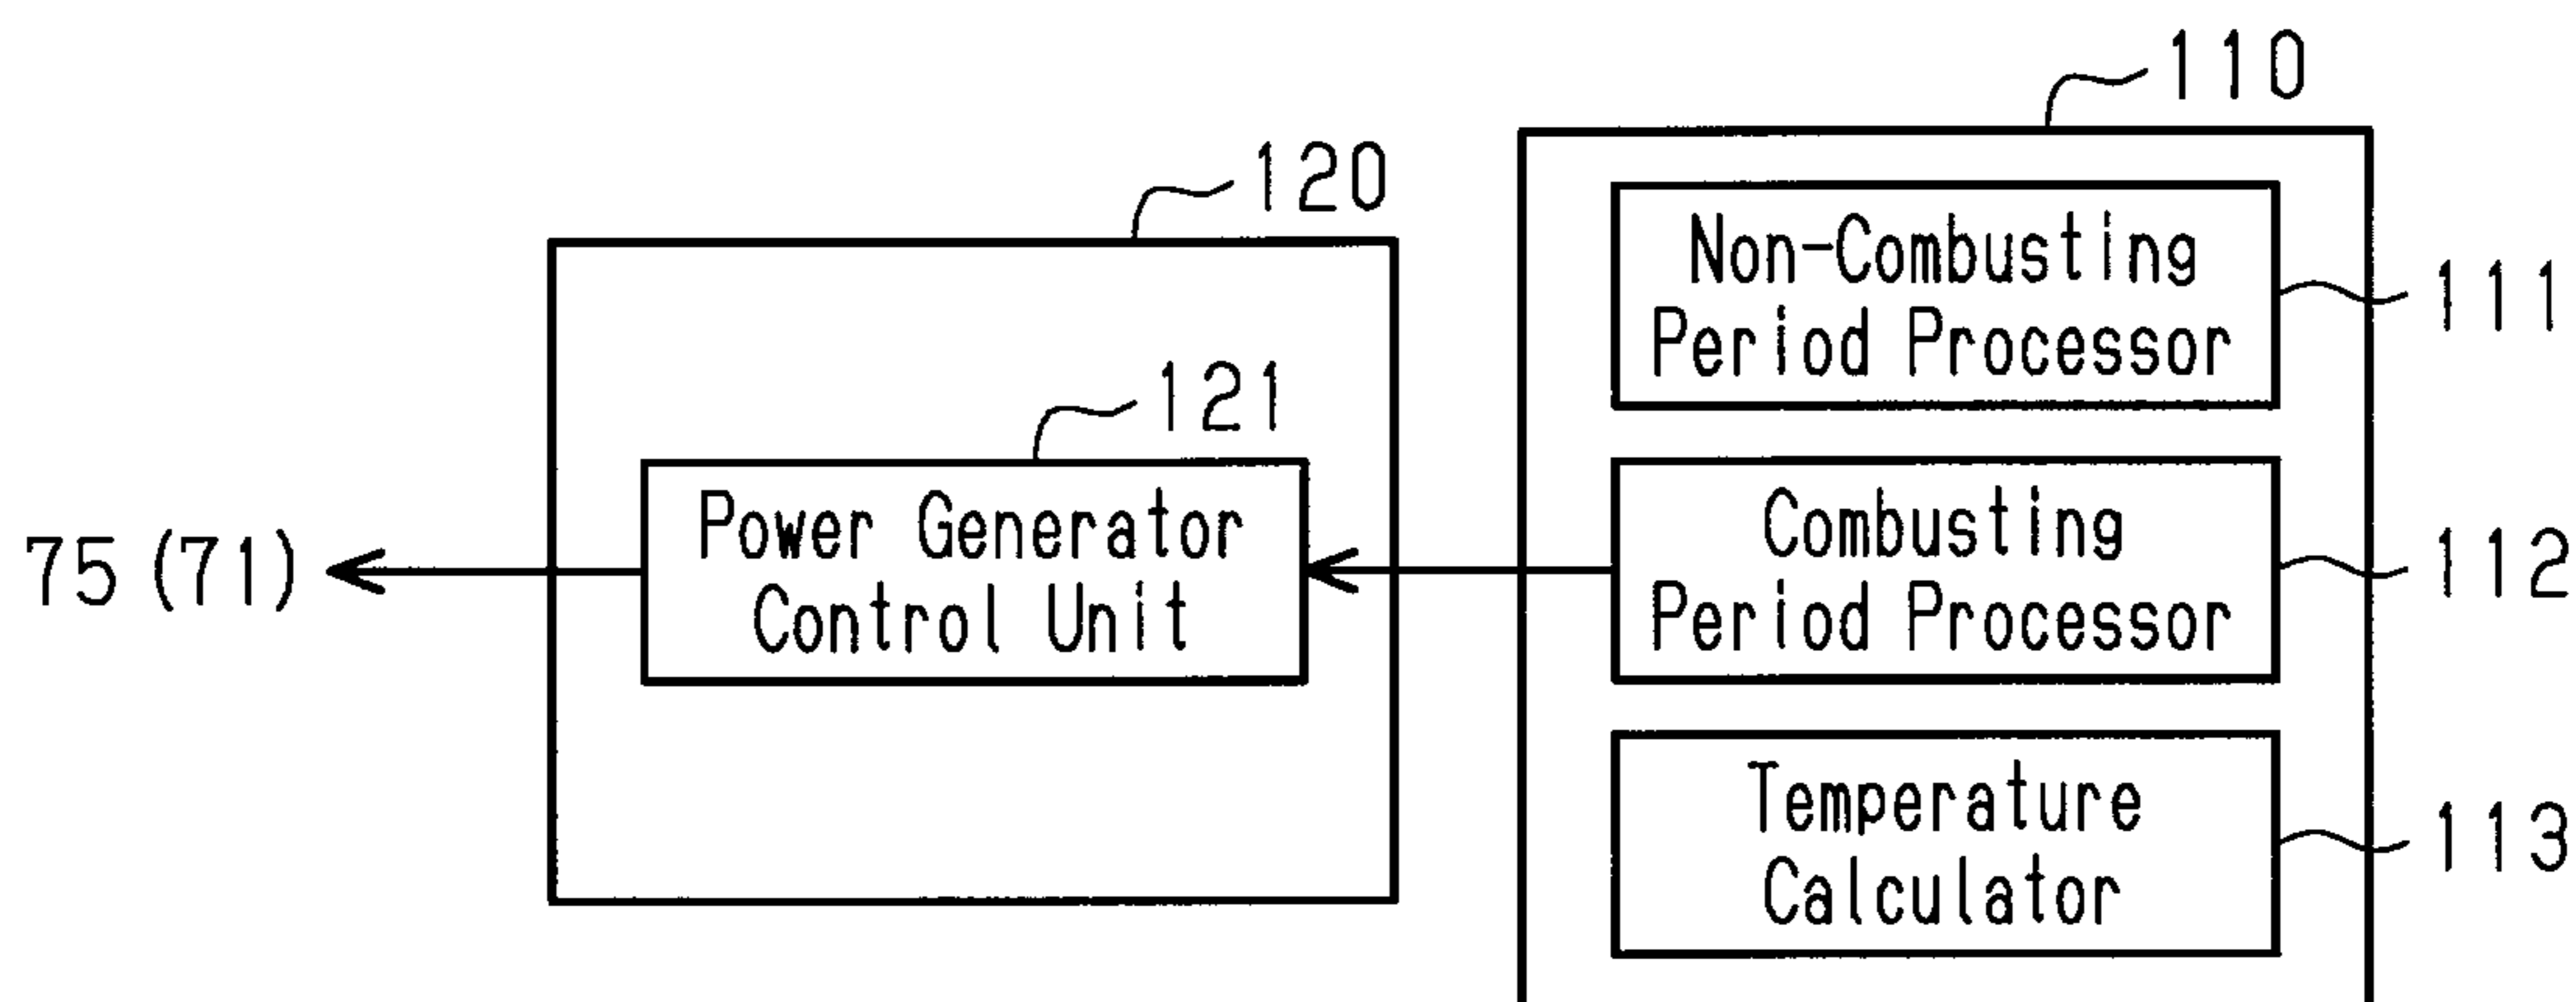 110
120
Non-Combusting
Period Processor
111
121
Power Generator
Control Unit
75 (71)
Combusting
Period Processor
112
Temperature
Calculator
113